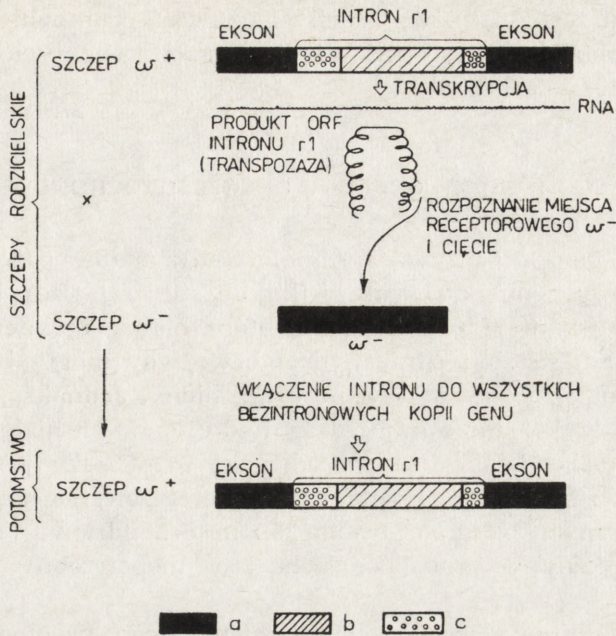 INTRON r1
EKSON EKSON
SZCZEP ω+
TRANSKRYPCJA
RNA
PRODUKT ORF
INTRONU r1
(TRANSPOZAZA)
SZCZEPY RODZICIELSKIE
x
ROZPOZNANIE MIEJSCA
RECEPTOROWEGO ω-
I CIĘCIE
SZCZEP ω-
ω-
WŁĄCZENIE INTRONU DO WSZYSTKICH
BEZINTRONOWYCH KOPII GENU
POTOMSTWO
EKSON INTRON r1 EKSON
SZCZEP ω+
a b c